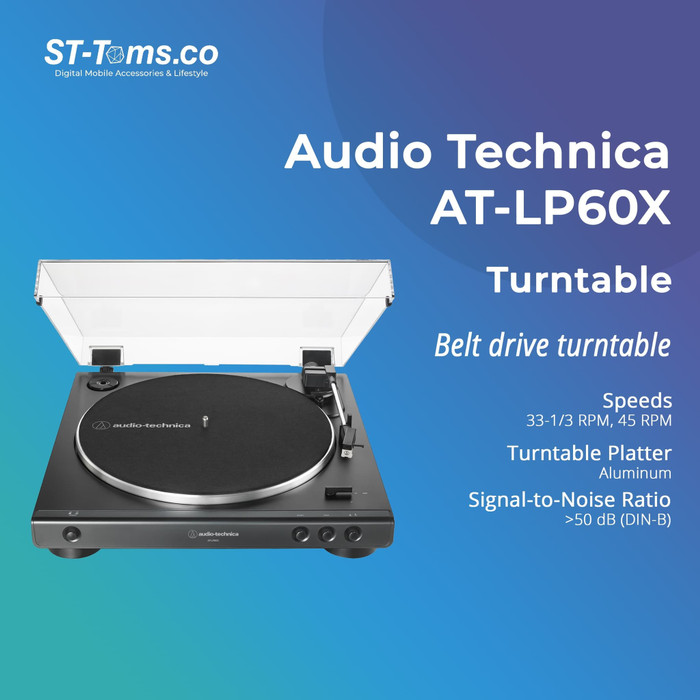 ST-Toms.co
Digital Mobile Accessories & Lifestyle
Audio Technica
AT-LP60X
Turntable
Belt drive turntable
Speeds
33-1/3 RPM, 45 RPM
Turntable Platter
Aluminum
Signal-to-Noise Ratio
>50 dB (DIN-B)
audio-technica
audio-technica